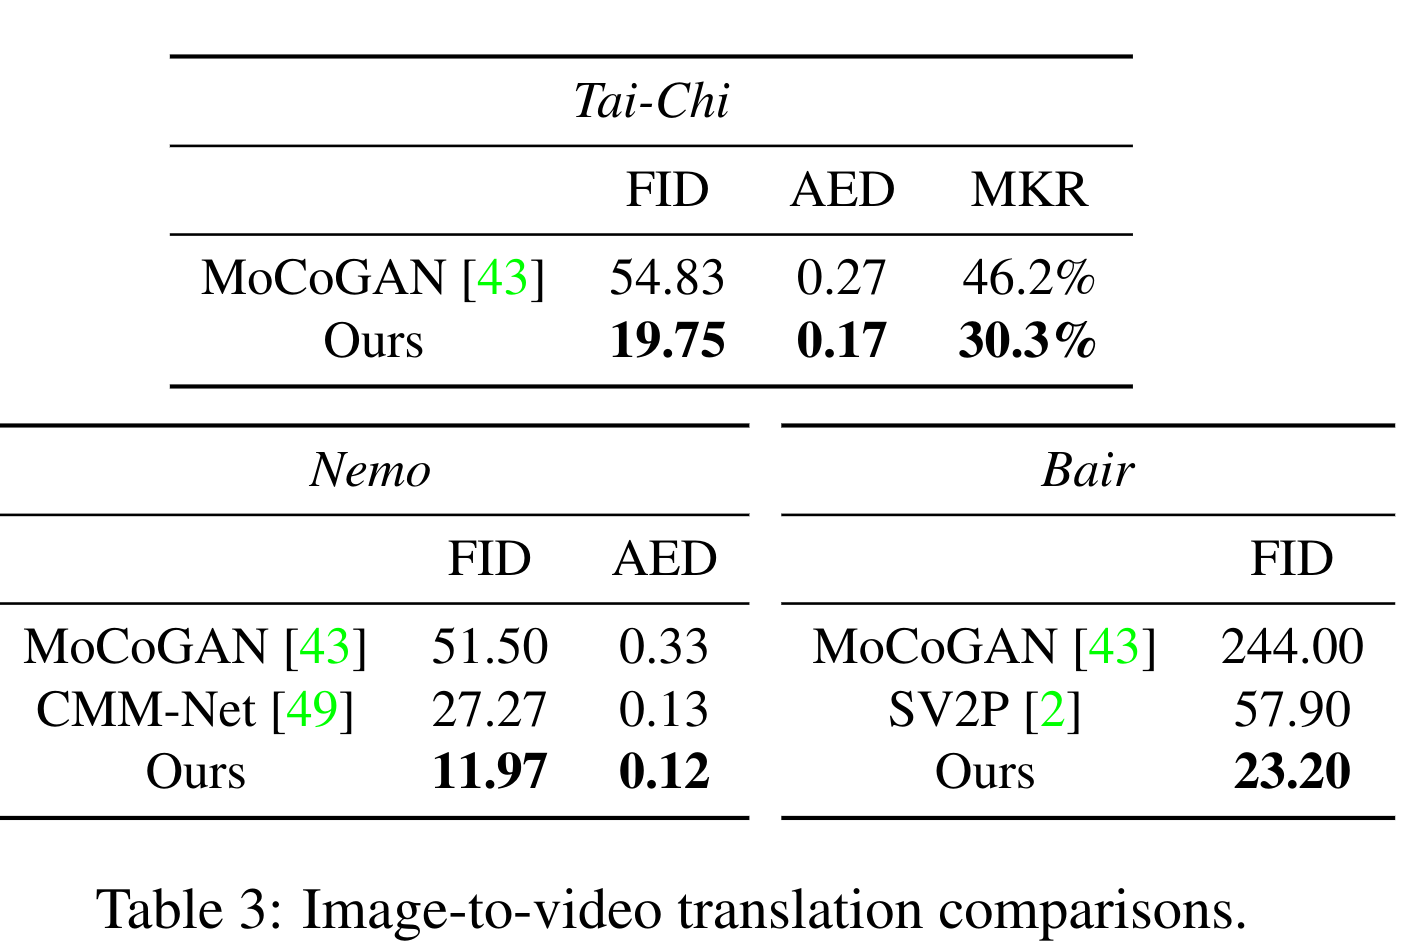 Tai-Chi
FID AED MKR
MoCoGAN [43] 54.83 0.27 46.2%
Ours 19.75 0.17 30.3%
Nemo
FID AED
MoCoGAN [43] 51.50 0.33
CMM-Net [49] 27.27 0.13
Ours 11.97 0.12
Bair
FID
MoCoGAN [43] 244.00
SV2P [2] 57.90
Ours 23.20
Table 3: Image-to-video translation comparisons.